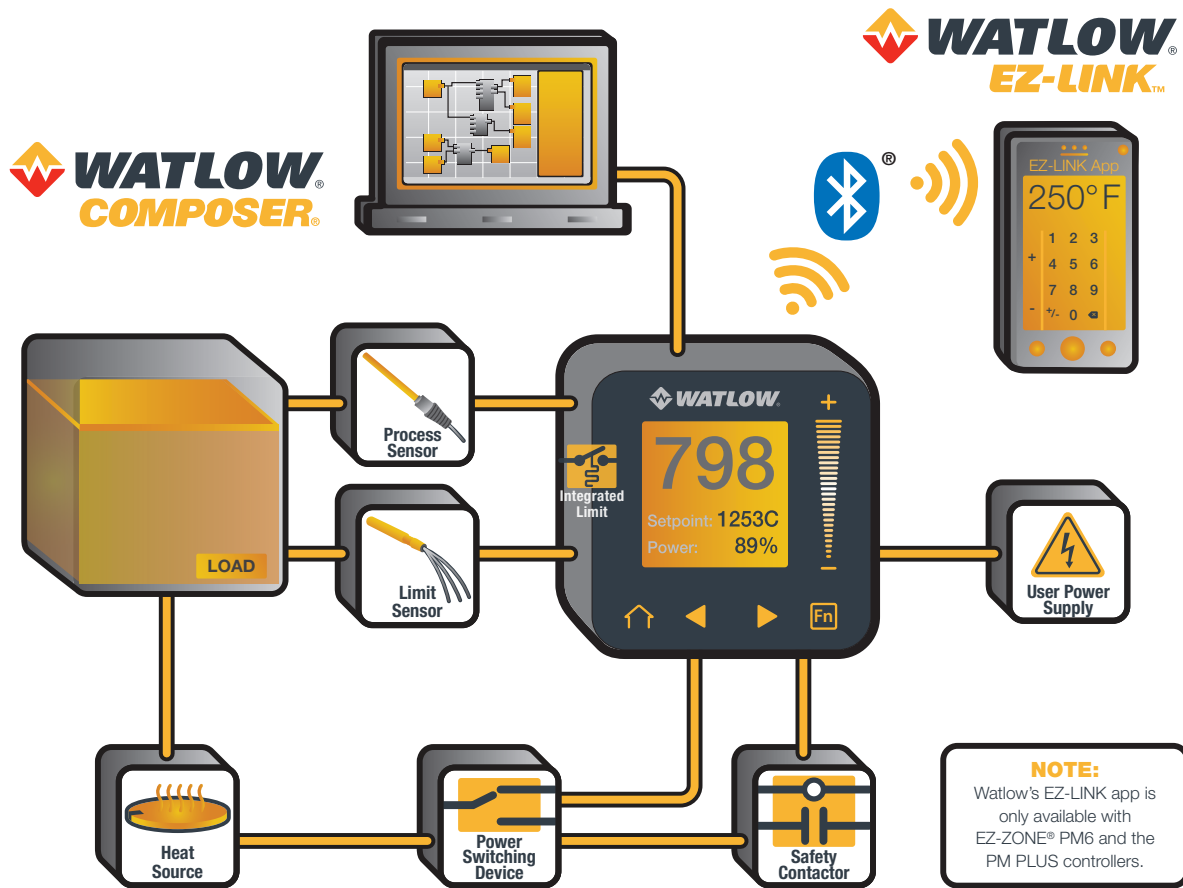 WATLOW®
EZ-LINK™
WATLOW®
COMPOSER®
®
EZ-LINK App
250°F
1 2 3
+
4 5 6
7 8 9
-
+/- 0
Process
Sensor
WATLOW®
+
798
Integrated
Limit
Setpoint: 1253C
Power: 89%
−
LOAD
Limit
Sensor
User Power
Supply
Fn
Heat
Source
Power
Switching
Device
Safety
Contactor
NOTE:
Watlow's EZ-LINK app is
only available with
EZ-ZONE® PM6 and the
PM PLUS controllers.